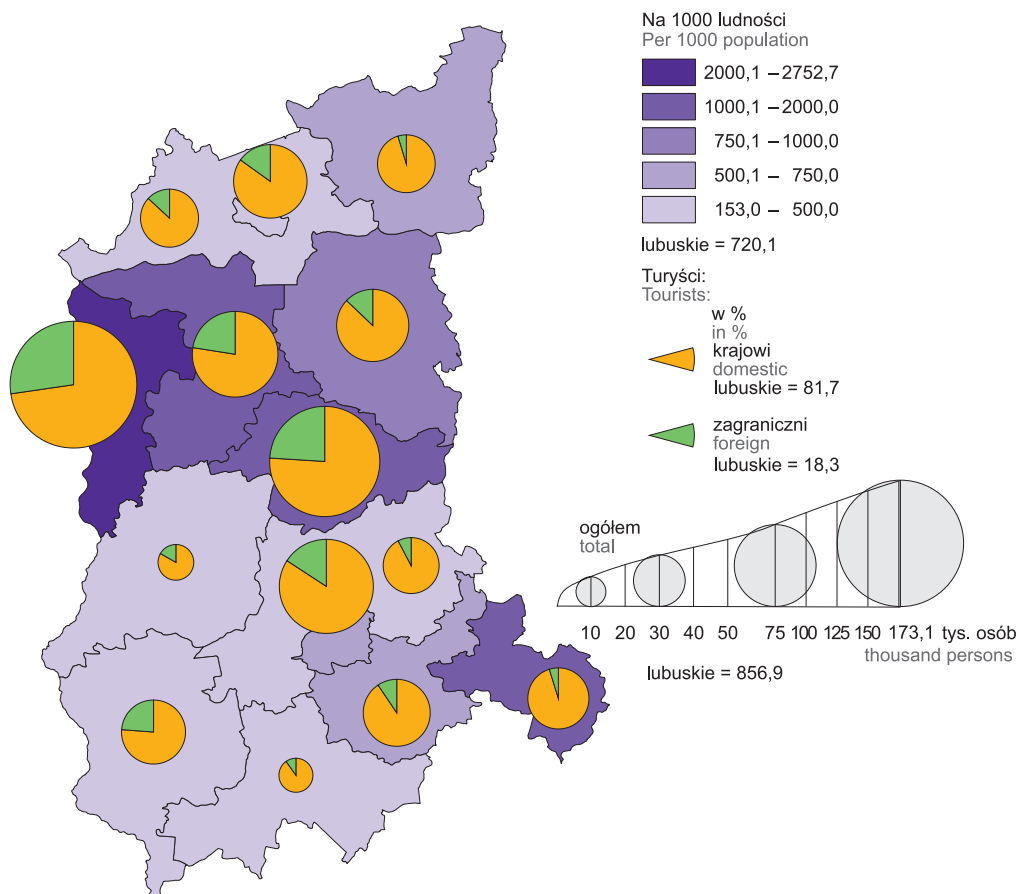 Na 1000 ludności
Per 1000 population
2000,1 – 2752,7
1000,1 – 2000,0
750,1 – 1000,0
500,1 – 750,0
153,0 – 500,0
lubuskie = 720,1
Turyści:
Tourists:
w %
in %
krajowi
domestic
lubuskie = 81,7
zagraniczni
foreign
lubuskie = 18,3
ogółem
total
10 20 30 40 50 75 100 125 150 173,1 tys. osób
thousand persons
lubuskie = 856,9